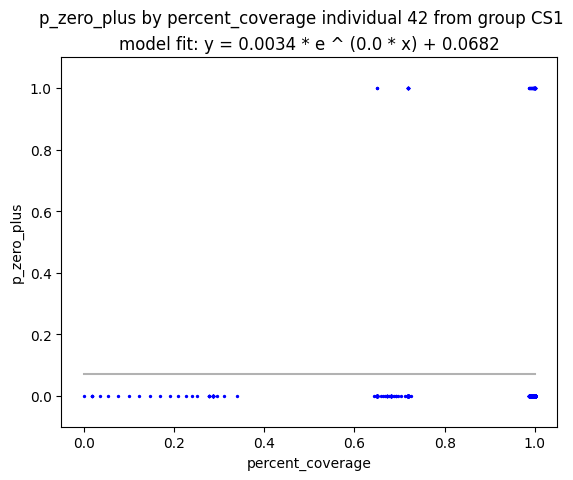 p_zero_plus by percent_coverage individual 42 from group CS1
model fit: y = 0.0034 * e ^ (0.0 * x) + 0.0682
1.0
0.8
0.6
0.4
0.2
0.0
p_zero_plus
0.0 0.2 0.4 0.6 0.8 1.0
percent_coverage